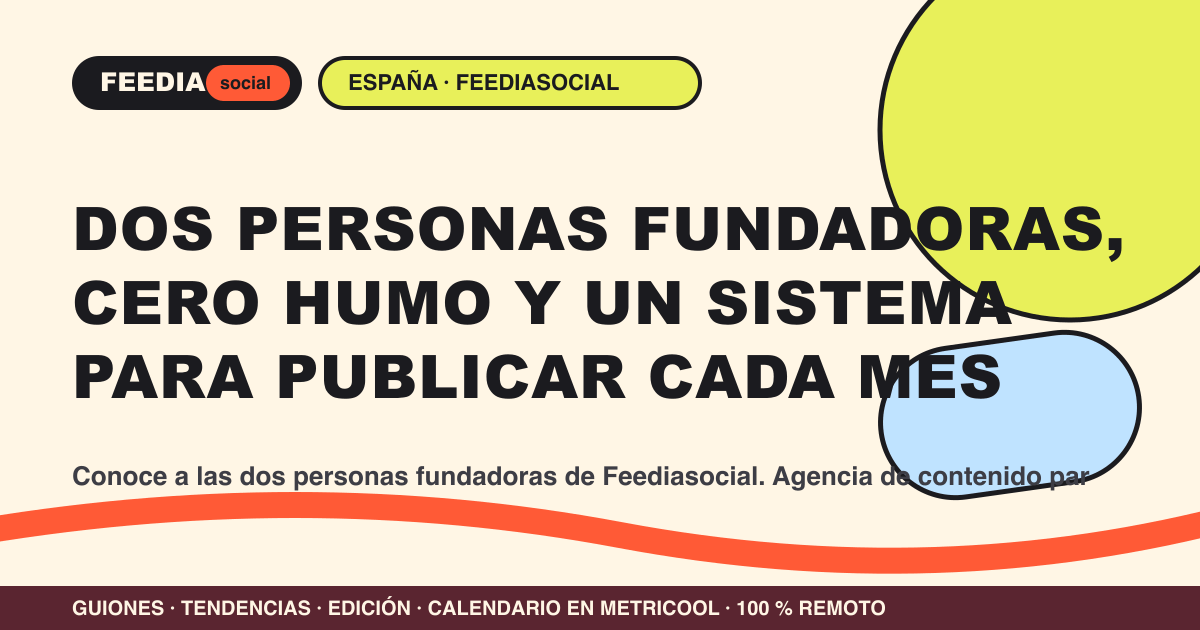 FEEDIA social
ESPAÑA · FEEDIASOCIAL
DOS PERSONAS FUNDADORAS,
CERO HUMO Y UN SISTEMA
PARA PUBLICAR CADA MES
Conoce a las dos personas fundadoras de Feediasocial. Agencia de contenido par
GUIONES · TENDENCIAS · EDICIÓN · CALENDARIO EN METRICOOL · 100 % REMOTO